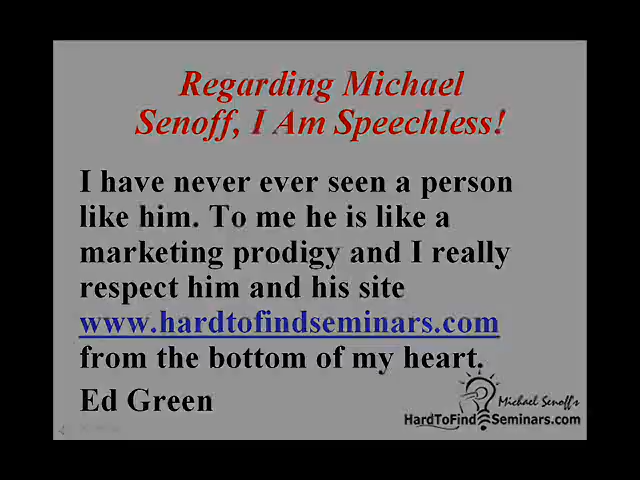 Regarding Michael
Senoff, I Am Speechless!
I have never ever seen a person
like him. To me he is like a
marketing prodigy and I really
respect him and his site
www.hardtofindseminars.com
from the bottom of my heart.
Ed Green
Michael Senoff's
HardToFindSeminars.com